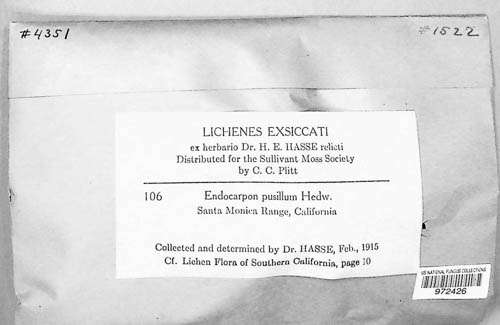 #4351
#1522
LICHENES EXSICCATI
ex herbario Dr. H. E. HASSE relicti
Distributed for the Sullivant Moss Society
by C. C. Plitt
106 Endocarpon pusillum Hedw.
Santa Monica Range, California
Collected and determined by Dr. HASSE, Feb., 1915
Cf. Lichen Flora of Southern California, page 10
US NATIONAL FUNGUS COLLECTIONS
972426